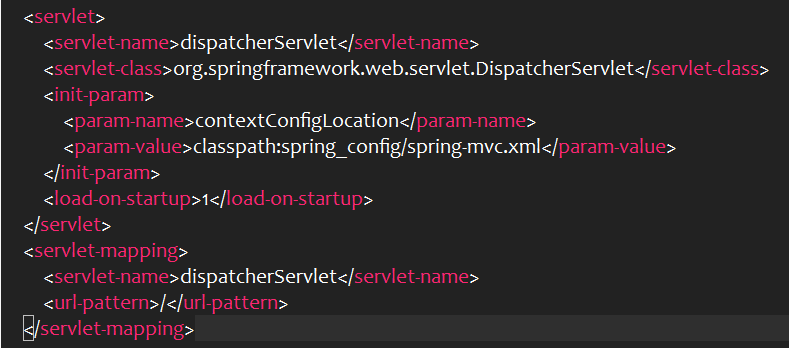 <servlet>
<servlet-name>dispatcherServlet</servlet-name>
<servlet-class>org.springframework.web.servlet.DispatcherServlet</servlet-class>
<init-param>
<param-name>contextConfigLocation</param-name>
<param-value>classpath:spring_config/spring-mvc.xml</param-value>
</init-param>
<load-on-startup>1</load-on-startup>
</servlet>
<servlet-mapping>
<servlet-name>dispatcherServlet</servlet-name>
<url-pattern>/</url-pattern>
</servlet-mapping>